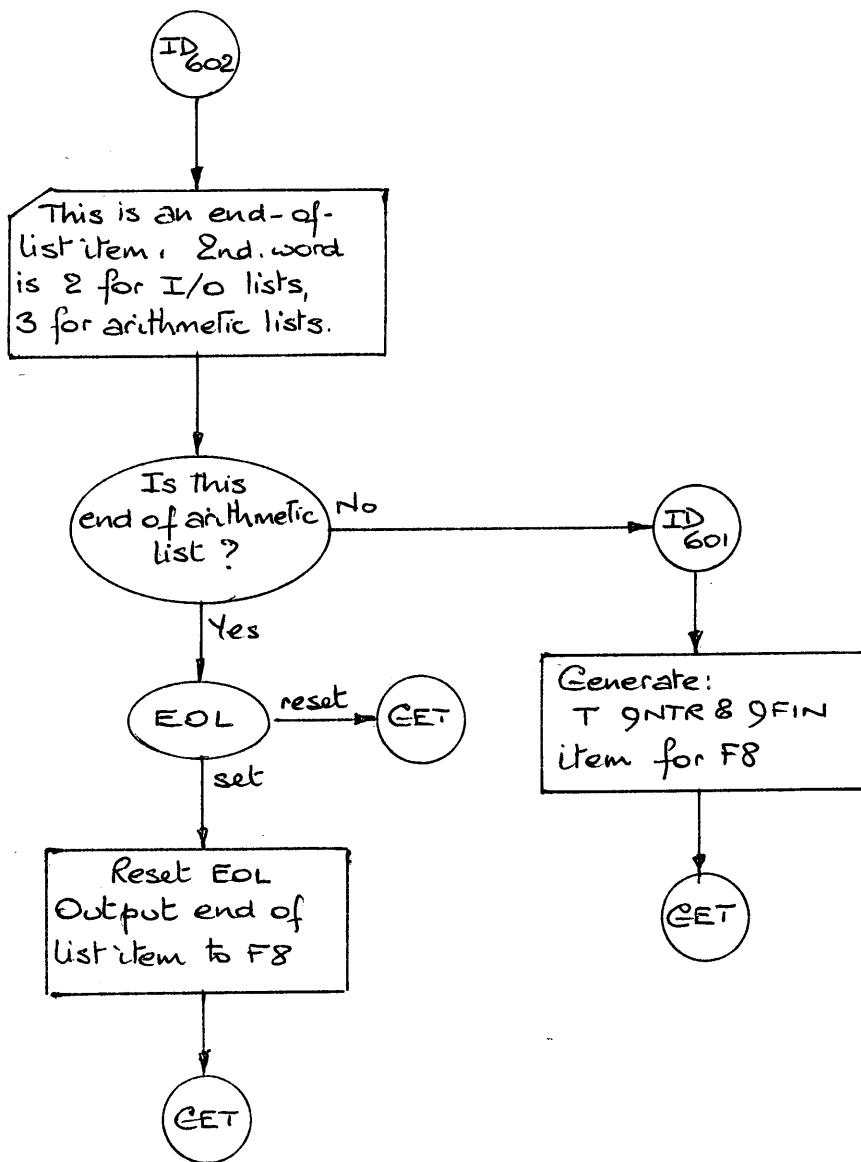 ID
602
This is an end-of-
list item, 2nd. word
is 2 for I/O lists,
3 for arithmetic lists.
Is this
end of arithmetic
list ?
No
ID
601
Yes
Generate:
T 9NTR & 9FIN
item for F8
EOL
reset
GET
set
Reset EOL
Output end of
list item to F8
GET
GET